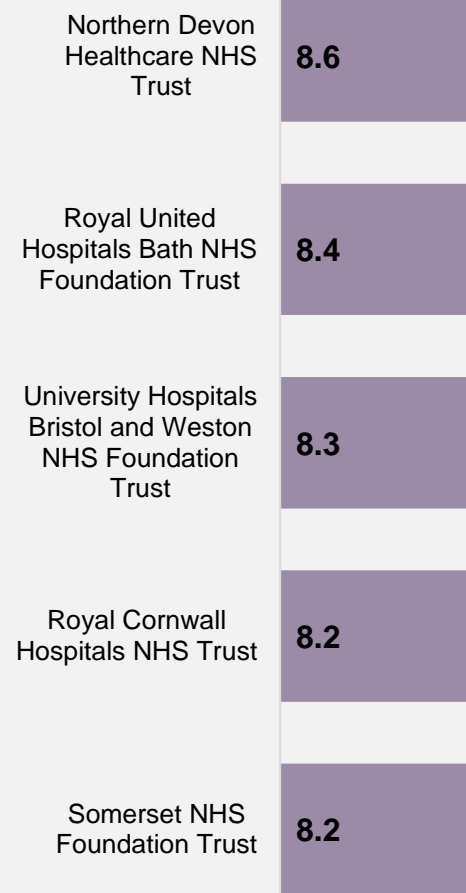 Northern Devon
Healthcare NHS
Trust
8.6
Royal United
Hospitals Bath NHS
Foundation Trust
8.4
University Hospitals
Bristol and Weston
NHS Foundation
Trust
8.3
Royal Cornwall
Hospitals NHS Trust
8.2
Somerset NHS
Foundation Trust
8.2